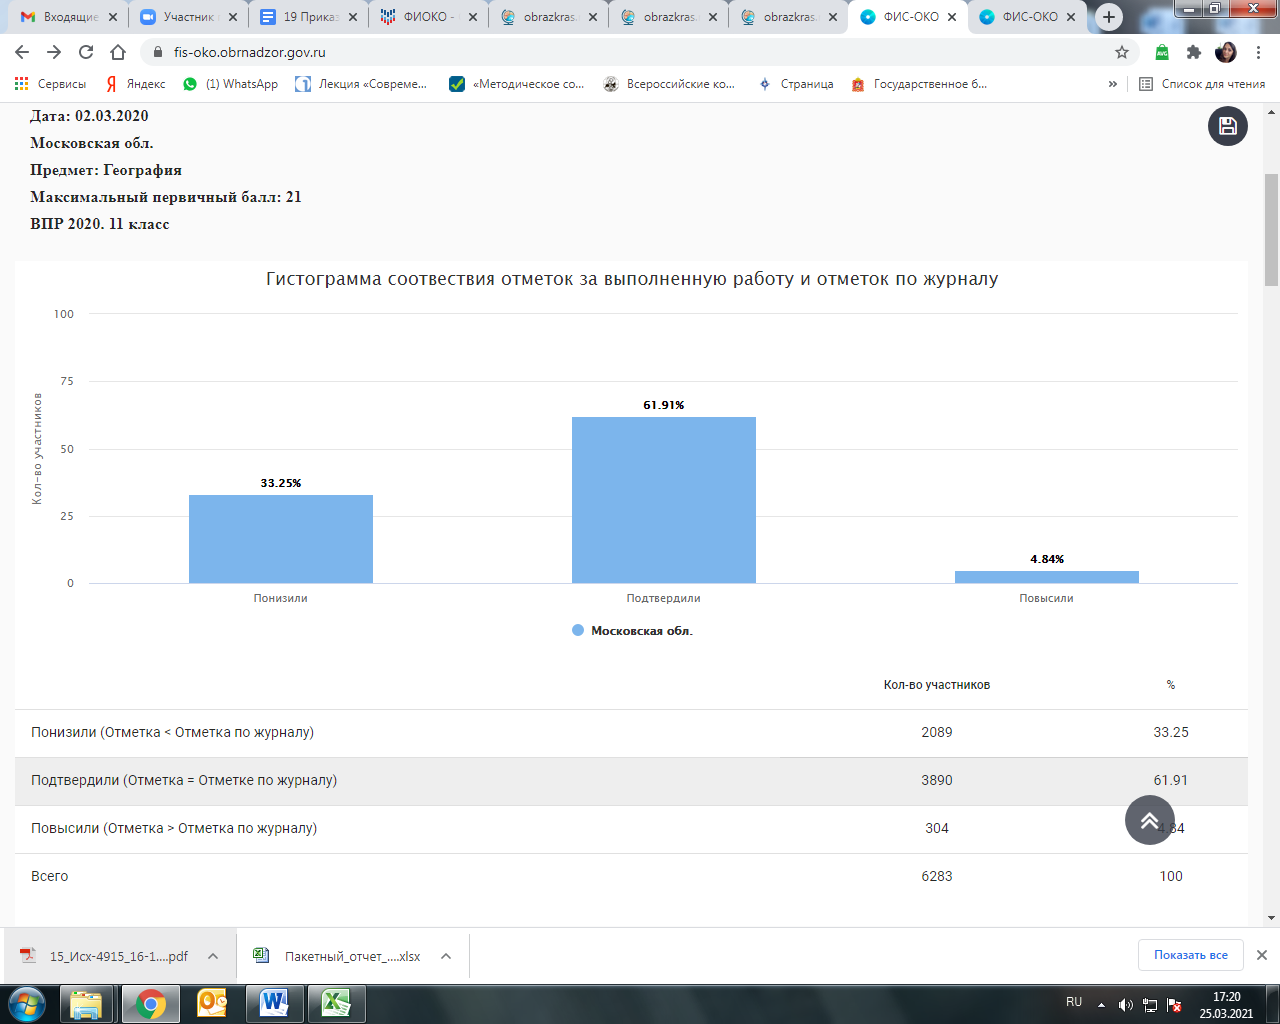 Входящие
Участник
19 Приказ
ФИОКО -
obrazkras.
obrazkras.
obrazkras.
ФИС-ОКО
ФИС-ОКО
fis-oko.obrnadzor.gov.ru
Сервисы
Яндекс
(1) WhatsApp
Лекция «Совреме...
«Методическое со...
Всероссийские ко...
Страница
Государственное б...
»
Список для чтения
Дата: 02.03.2020
Московская обл.
Предмет: География
Максимальный первичный балл: 21
ВПР 2020. 11 класс
Гистограмма соотвествия отметок за выполненную работу и отметок по журналу
Кол-во участников
100
75
50
25
0
33.25%
61.91%
4.84%
Понизили
Подтвердили
Повысили
Московская обл.
Кол-во участников %
Понизили (Отметка < Отметка по журналу) 2089 33.25
Подтвердили (Отметка = Отметке по журналу) 3890 61.91
Повысили (Отметка > Отметка по журналу) 304 4.84
Всего 6283 100
15_Исх-4915_16-1....pdf
Пакетный_отчет_....xlsx
Показать все
RU
17:20
25.03.2021